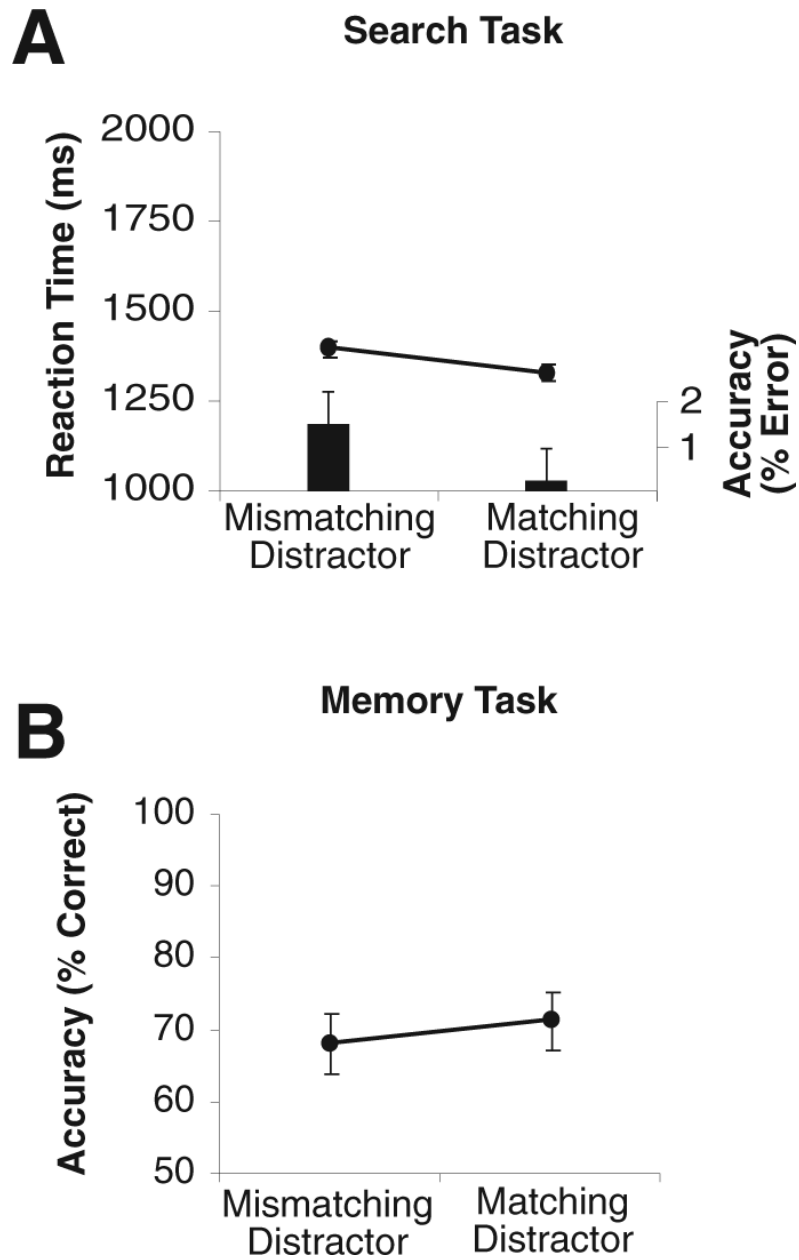 A
Search Task
Reaction Time (ms)
2000
1750
1500
1250
1000
Accuracy
(% Error)
2
1
Mismatching
Distractor
Matching
Distractor
B
Memory Task
Accuracy (% Correct)
100
90
80
70
60
50
Mismatching
Distractor
Matching
Distractor